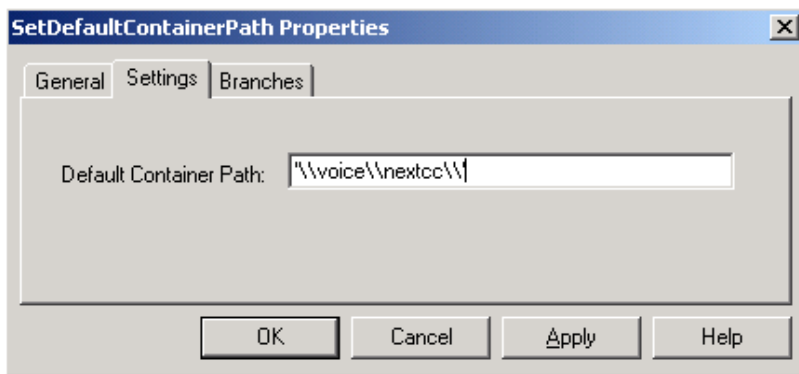 SetDefaultContainerPath Properties
General Settings Branches
Default Container Path: "\\voice\\nextcc\\'
OK Cancel Apply Help